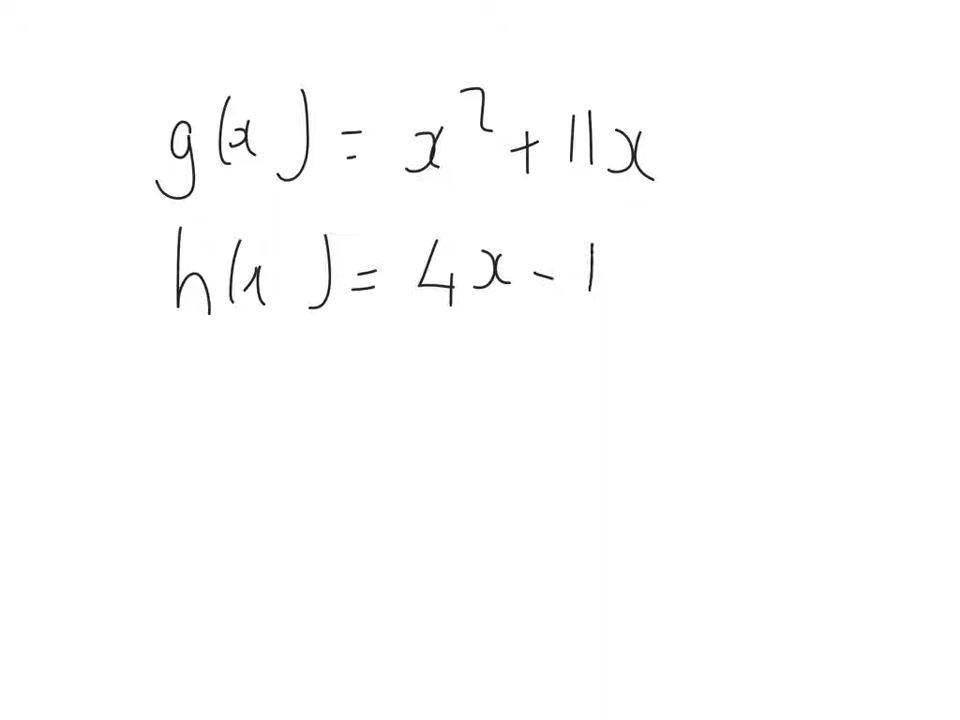 g(x) = x² + 11x
h(x) = 4x - 1